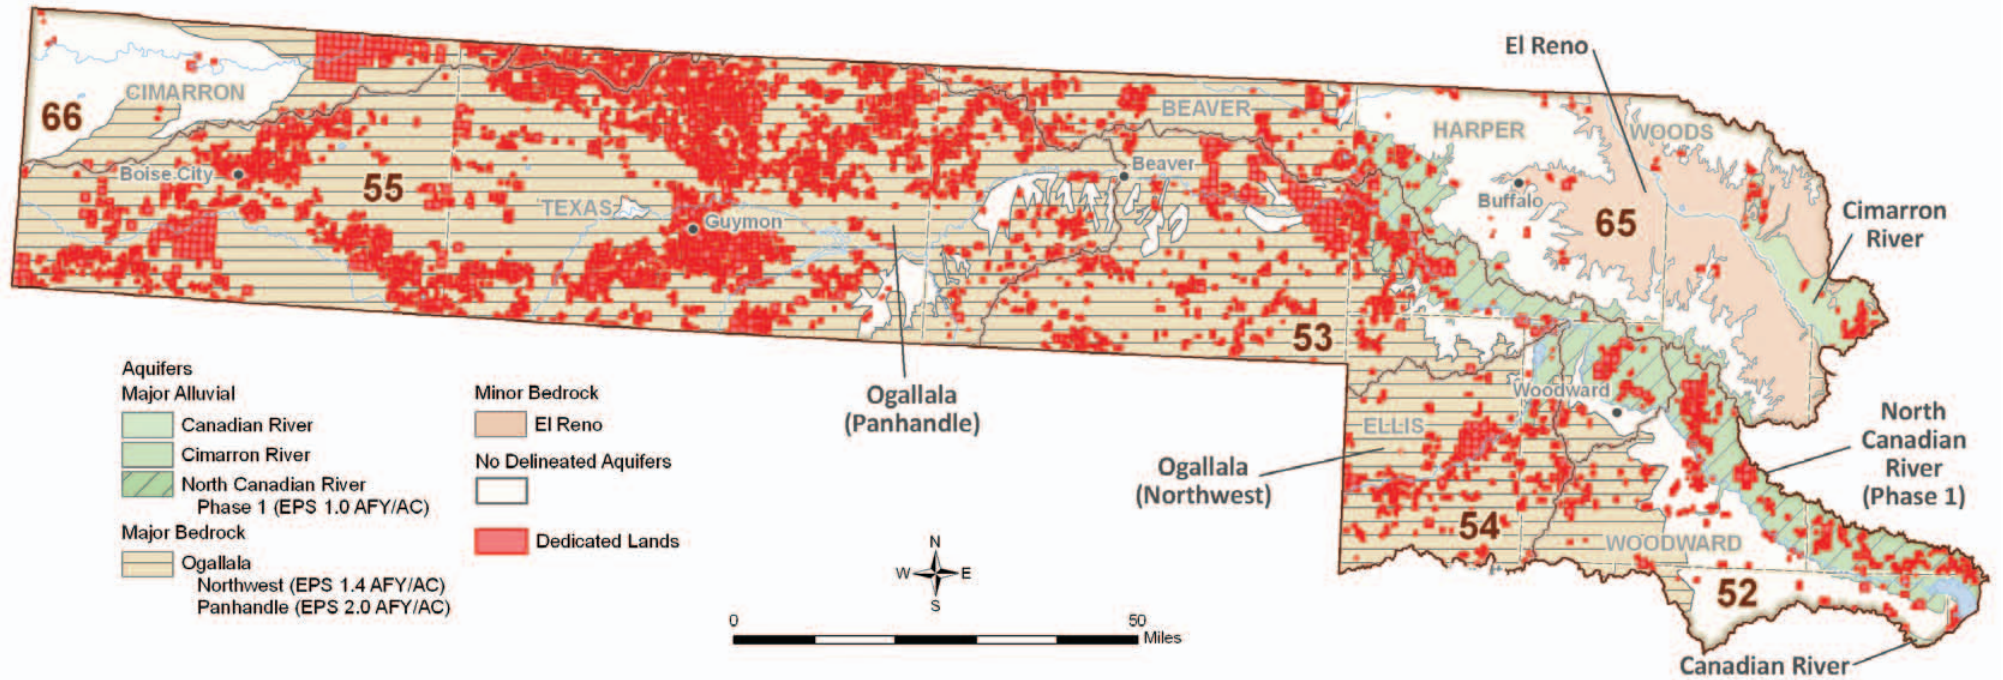 El Reno
CIMARRON
66
BEAVER
HARPER
WOODS
Boise City
55
TEXAS
Guymon
Beaver
Buffalo
65
Cimarron
River
53
Ogallala
(Panhandle)
Woodward
ELLIS
Ogallala
(Northwest)
54
WOODWARD
52
North
Canadian
River
(Phase 1)
Canadian River
Aquifers
Major Alluvial
Canadian River
Cimarron River
North Canadian River
Phase 1 (EPS 1.0 AFY/AC)
Major Bedrock
Ogallala
Northwest (EPS 1.4 AFY/AC)
Panhandle (EPS 2.0 AFY/AC)
Minor Bedrock
El Reno
No Delineated Aquifers
Dedicated Lands
N
W E
S
0 50
Miles